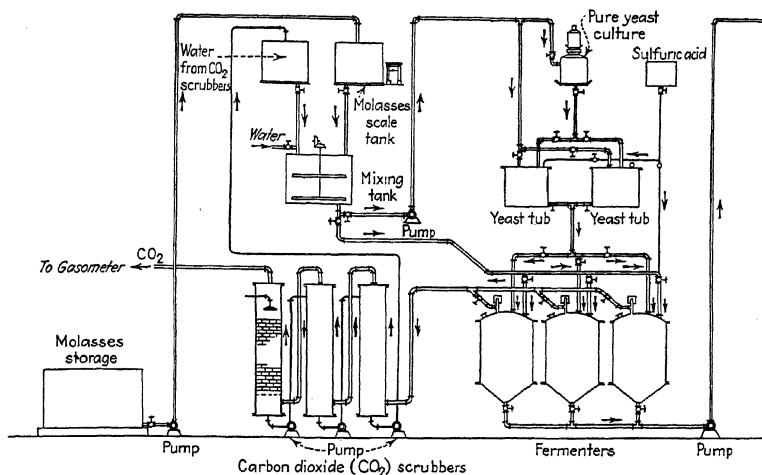 Pure yeast
culture
Sulfuric acid
Water
from CO2
scrubbers
Molasses
scale
tank
Water
Mixing
tank
Pump
Yeast tub
Yeast tub
CO2
To Gasometer
Molasses
storage
Pump
Pump
Fermenters
Pump
Carbon dioxide (CO2) scrubbers